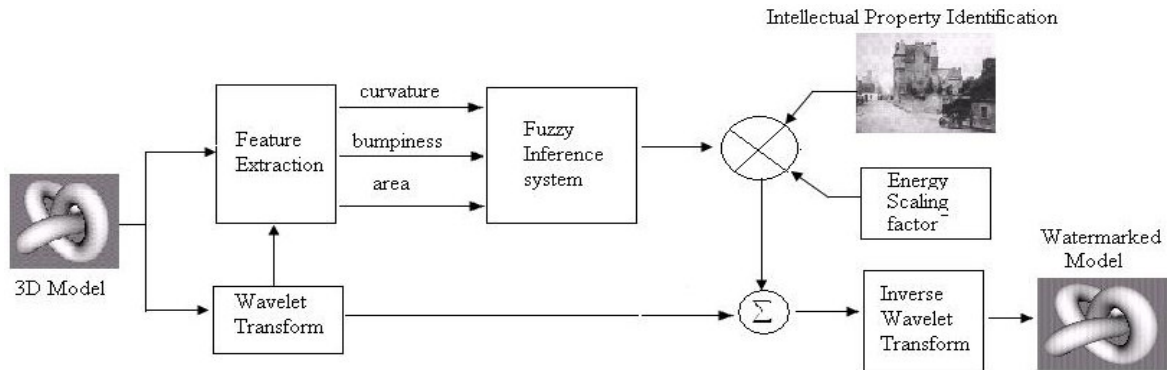 Intellectual Property Identification
curvature
Feature
Extraction
bumpiness
area
Fuzzy
Inference
system
Energy
Scaling
factor
3D Model
Wavelet
Transform
Σ
Inverse
Wavelet
Transform
Watermarked
Model